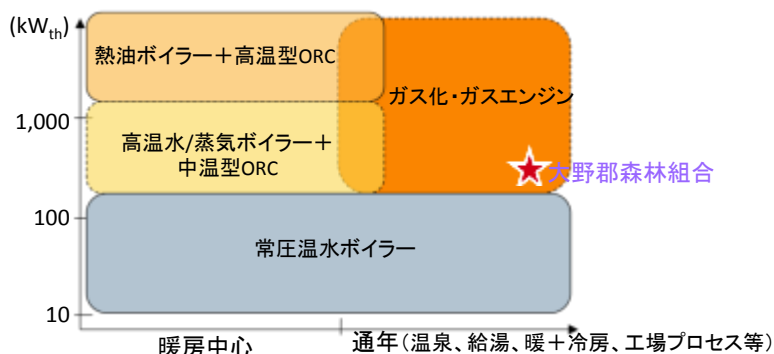 (kWth)
熱油ボイラー＋高温型ORC
ガス化・ガスエンジン
1,000
高温水/蒸気ボイラー＋
中温型ORC
大野郡森林組合
100
常圧温水ボイラー
10
暖房中心
通年（温泉、給湯、暖＋冷房、工場プロセス等）